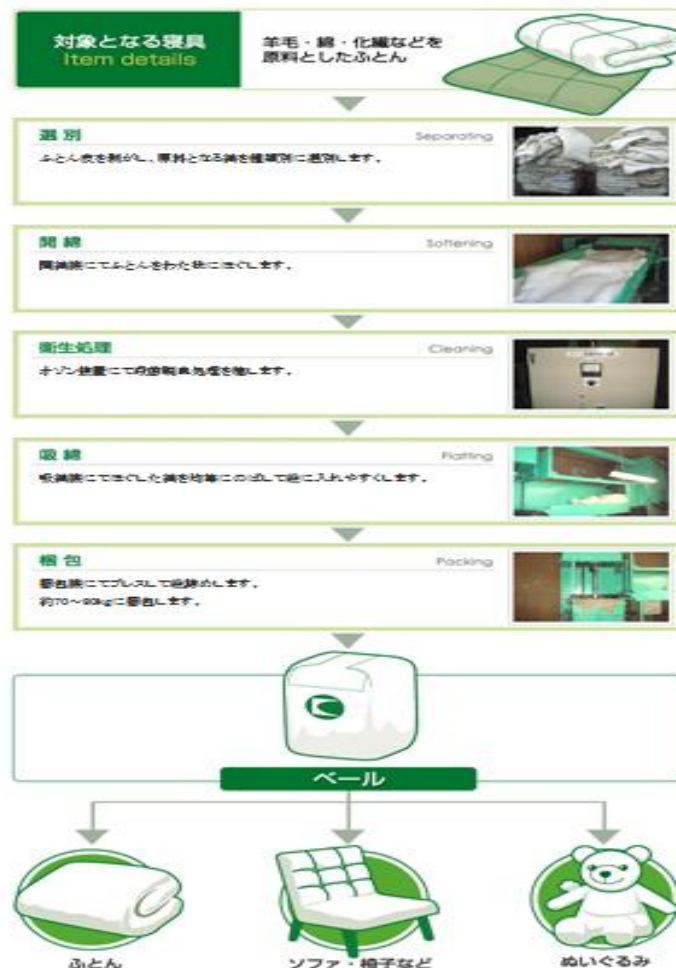 対象となる寝具
Item details
羊毛・綿・化繊などを
原料としたふとん
選別
Separating
ふとん皮を剥がし、原料となる綿を種類別に選別します。
開綿
Softening
開綿機にてふとんをわた状にほぐします。
衛生処理
Cleaning
オゾン装置にて殺菌脱臭処理を施します。
吸綿
Flatting
吸綿機にてほぐした綿を均等にのばして袋に入れやすくします。
梱包
Packing
梱包機にてプレスして袋詰めします。
約70~90kgに梱包します。
ベール
ふとん
ソファ・椅子など
ぬいぐるみ